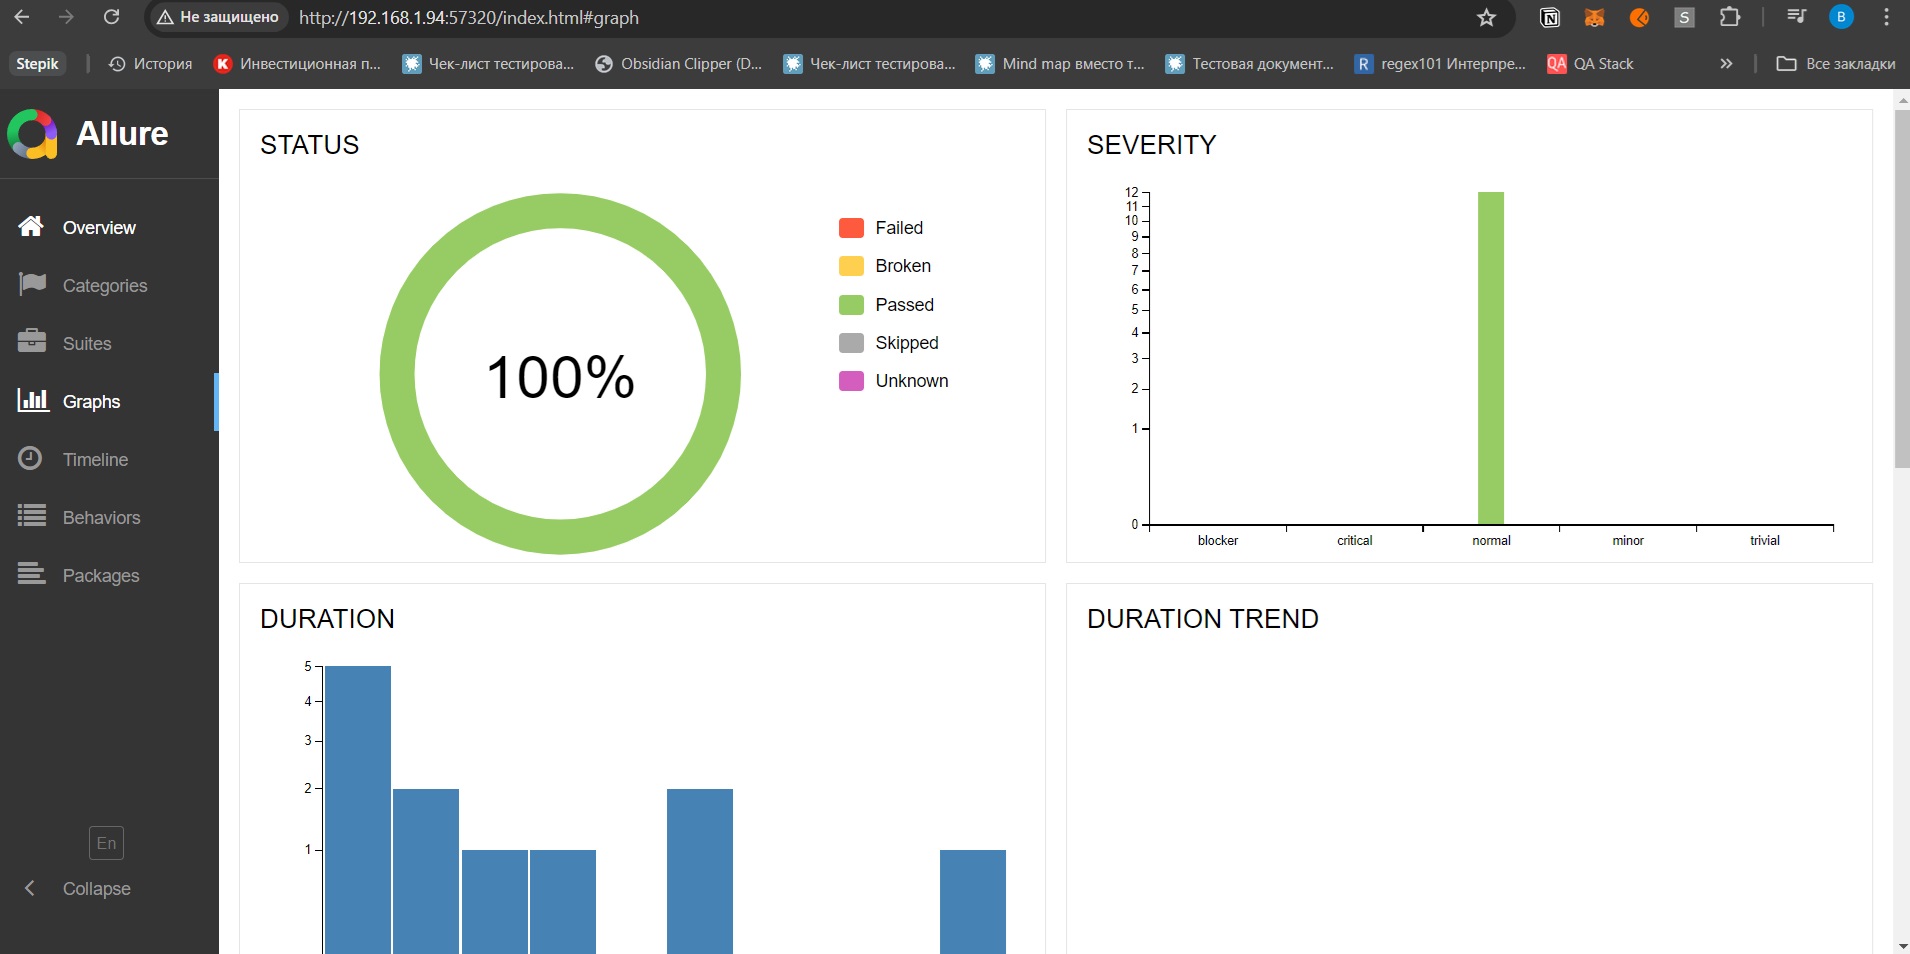 Не защищено http://192.168.1.94:57320/index.html#graph
N S B
Stepik История K Инвестиционная п... Чек-лист тестирова... Obsidian Clipper (D... Чек-лист тестирова... Mind map вместо т... Тестовая документ... R regex101 Интерпре... QA QA Stack » Все закладки
Allure
Overview
Categories
Suites
Graphs
Timeline
Behaviors
Packages
En
Collapse
STATUS
100%
Failed
Broken
Passed
Skipped
Unknown
SEVERITY
12
11
10
9
8
7
6
5
4
3
2
1
0
blocker critical normal minor trivial
DURATION
5
4
3
2
1
DURATION TREND